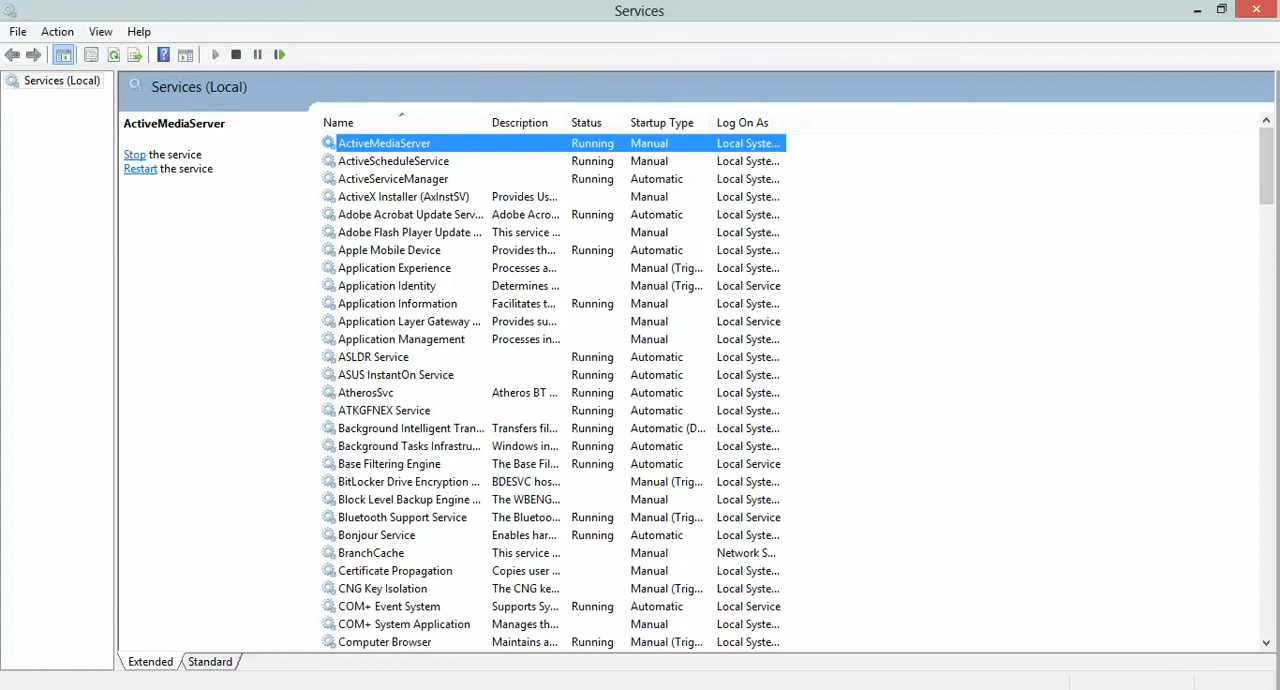 Services
File Action View Help
Services (Local)
Services (Local)
ActiveMediaServer
Stop the service
Restart the service
Name Description Status Startup Type Log On As
ActiveMediaServer Running Manual Local Syste...
ActiveScheduleService Running Manual Local Syste...
ActiveServiceManager Running Automatic Local Syste...
ActiveX Installer (AxInstSV) Provides Us... Manual Local Syste...
Adobe Acrobat Update Serv... Adobe Acro... Running Automatic Local Syste...
Adobe Flash Player Update ... This service ... Manual Local Syste...
Apple Mobile Device Provides th... Running Automatic Local Syste...
Application Experience Processes a... Manual (Trig... Local Syste...
Application Identity Determines ... Manual (Trig... Local Service
Application Information Facilitates t... Running Manual Local Syste...
Application Layer Gateway ... Provides su... Manual Local Service
Application Management Processes in... Manual Local Syste...
ASLDR Service Running Automatic Local Syste...
ASUS InstantOn Service Running Automatic Local Syste...
AtherosSvc Atheros BT ... Running Automatic Local Syste...
ATKGFNEX Service Running Automatic Local Syste...
Background Intelligent Tran... Transfers fil... Running Automatic (D... Local Syste...
Background Tasks Infrastru... Windows in... Running Automatic Local Syste...
Base Filtering Engine The Base Fil... Running Automatic Local Service
BitLocker Drive Encryption ... BDESVC hos... Manual (Trig... Local Syste...
Block Level Backup Engine ... The WBENG... Manual Local Syste...
Bluetooth Support Service The Bluetoo... Running Manual (Trig... Local Service
Bonjour Service Enables har... Running Automatic Local Syste...
BranchCache This service ... Manual Network S...
Certificate Propagation Copies user ... Manual Local Syste...
CNG Key Isolation The CNG ke... Manual (Trig... Local Syste...
COM+ Event System Supports Sy... Running Automatic Local Service
COM+ System Application Manages th... Manual Local Syste...
Computer Browser Maintains a... Running Manual (Trig... Local Syste...
Extended Standard